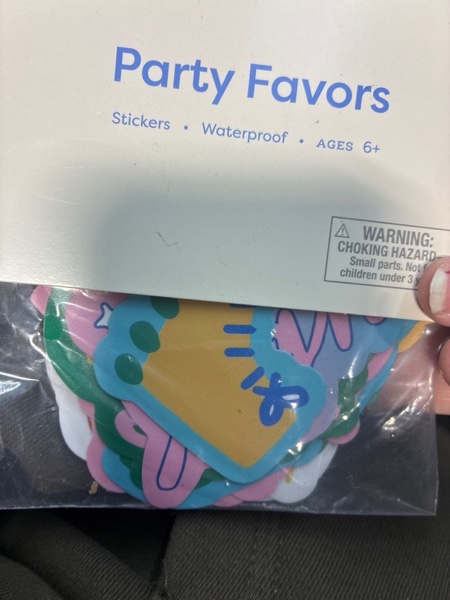 Party Favors
Stickers • Waterproof • AGES 6+
WARNING:
CHOKING HAZARD-
Small parts. Not
children under 3